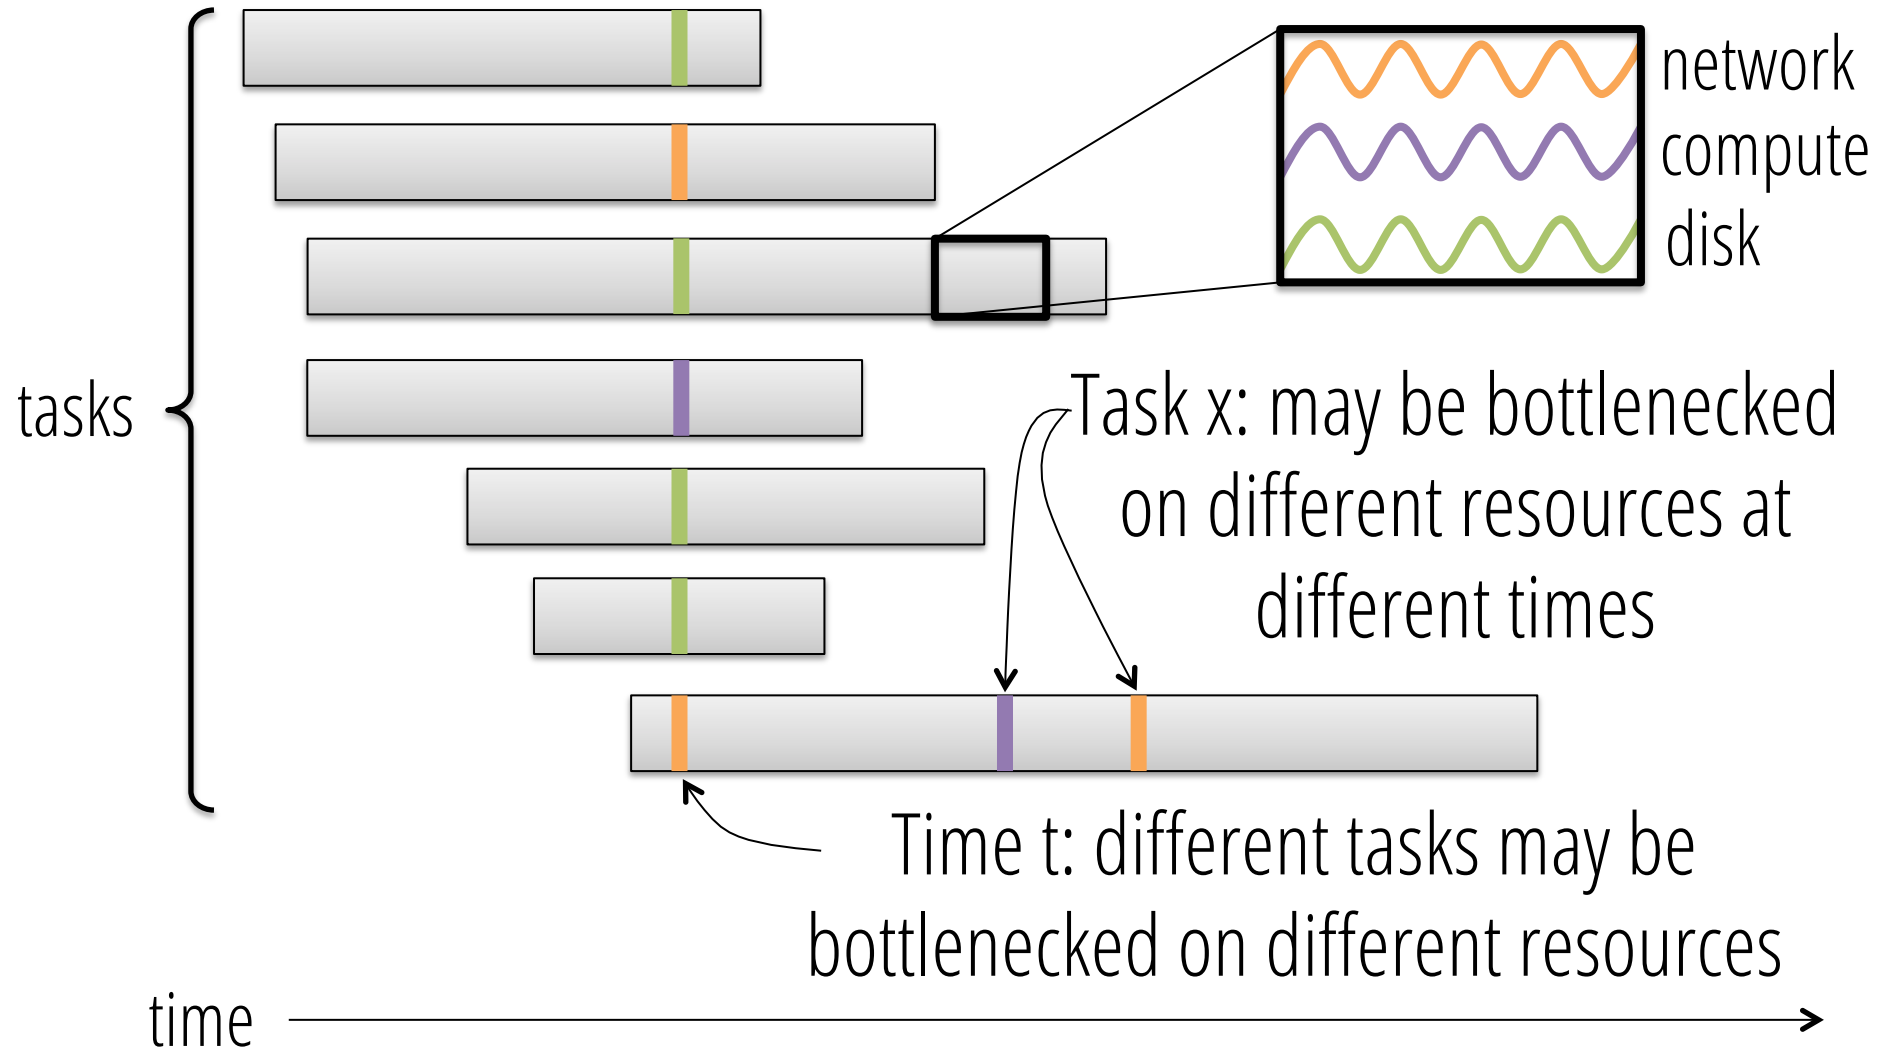 network
compute
disk
tasks
Task x: may be bottlenecked
on different resources at
different times
Time t: different tasks may be
bottlenecked on different resources
time